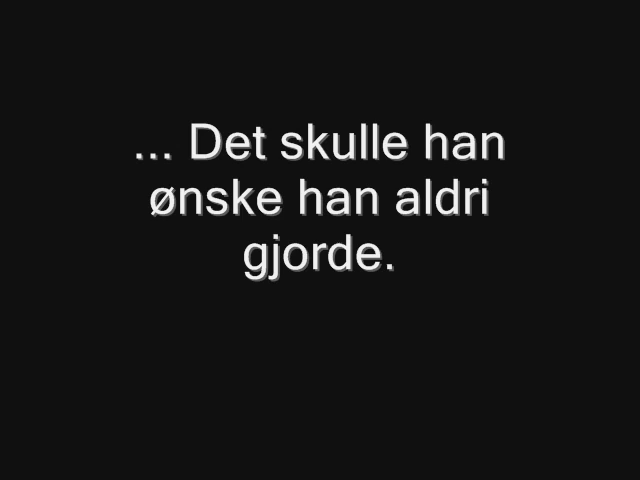 ... Det skulle han
ønske han aldri
gjorde.